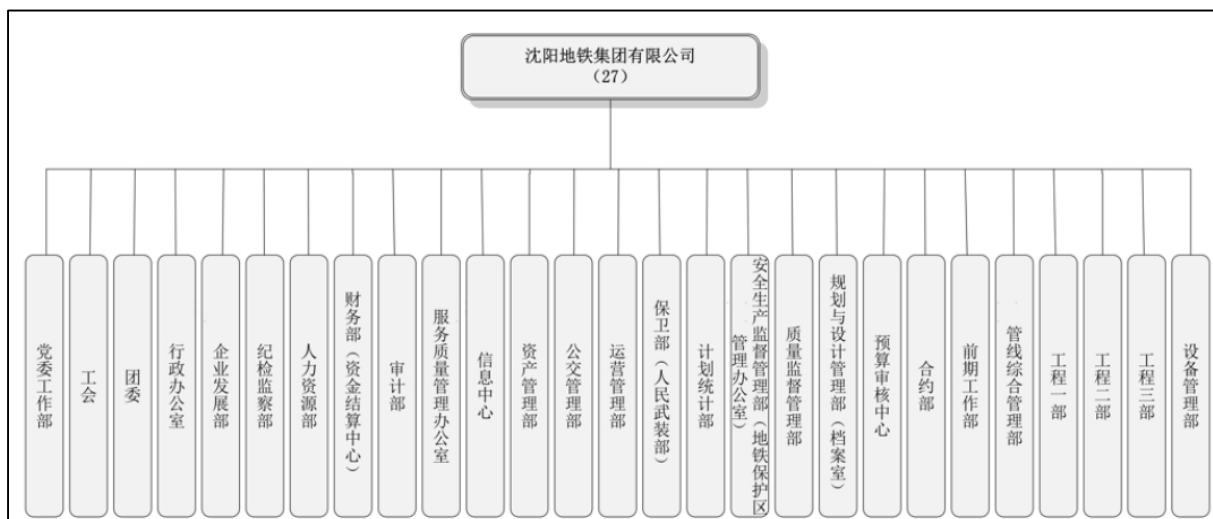 沈阳地铁集团有限公司
（27）
党委工作部
工会
团委
行政办公室
企业发展部
纪检监察部
人力资源部
财务部（资金结算中心）
审计部
服务质量管理办公室
信息中心
资产管理部
公交管理部
运营管理部
保卫部（人民武装部）
计划统计部
安全生产监督管理部（地铁保护区
管理办公室）
质量监督管理部
规划与设计管理部（档案室）
预算审核中心
合约部
前期工作部
管线综合管理部
工程一部
工程二部
工程三部
设备管理部